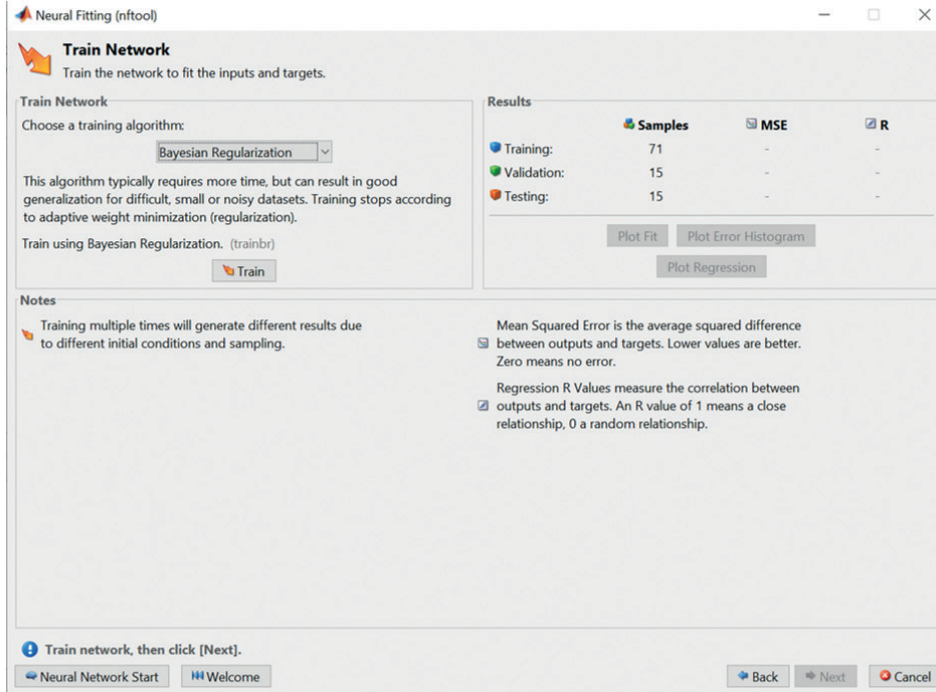 Neural Fitting (nftool)
Train Network
Train the network to fit the inputs and targets.
Train Network
Choose a training algorithm:
Bayesian Regularization
This algorithm typically requires more time, but can result in good
generalization for difficult, small or noisy datasets. Training stops according
to adaptive weight minimization (regularization).
Train using Bayesian Regularization. (trainbr)
Train
Results
Samples MSE R
Training: 71 - -
Validation: 15 - -
Testing: 15 - -
Plot Fit Plot Error Histogram
Plot Regression
Notes
Training multiple times will generate different results due
to different initial conditions and sampling.
Mean Squared Error is the average squared difference
between outputs and targets. Lower values are better.
Zero means no error.
Regression R Values measure the correlation between
outputs and targets. An R value of 1 means a close
relationship, 0 a random relationship.
Train network, then click [Next].
Neural Network Start Welcome Back Next Cancel